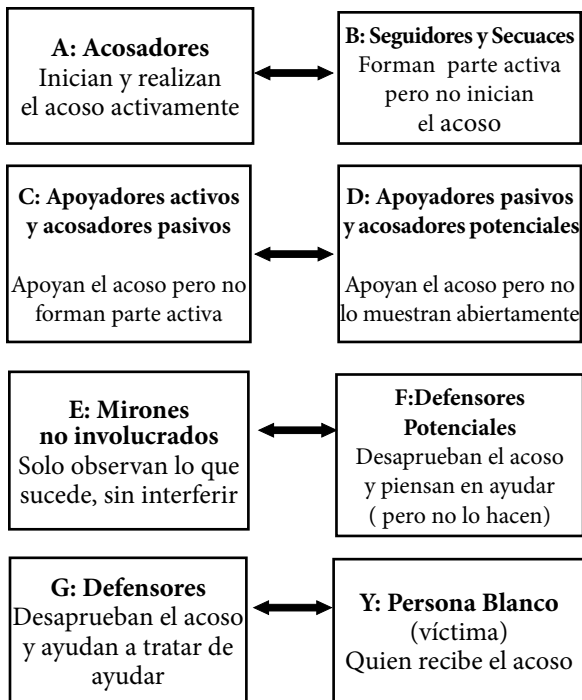 A: Acosadores
Inician y realizan
el acoso activamente
B: Seguidores y Secuaces
Forman parte activa
pero no inician
el acoso
C: Apoyadores activos
y acosadores pasivos
Apoyan el acoso pero no
forman parte activa
D: Apoyadores pasivos
y acosadores potenciales
Apoyan el acoso pero no
lo muestran abiertamente
E: Mirones
no involucrados
Solo observan lo que
sucede, sin interferir
F:Defensores
Potenciales
Desaprueban el acoso
y piensan en ayudar
( pero no lo hacen)
G: Defensores
Desaprueban el acoso
y ayudan a tratar de
ayudar
Y: Persona Blanco
(víctima)
Quien recibe el acoso